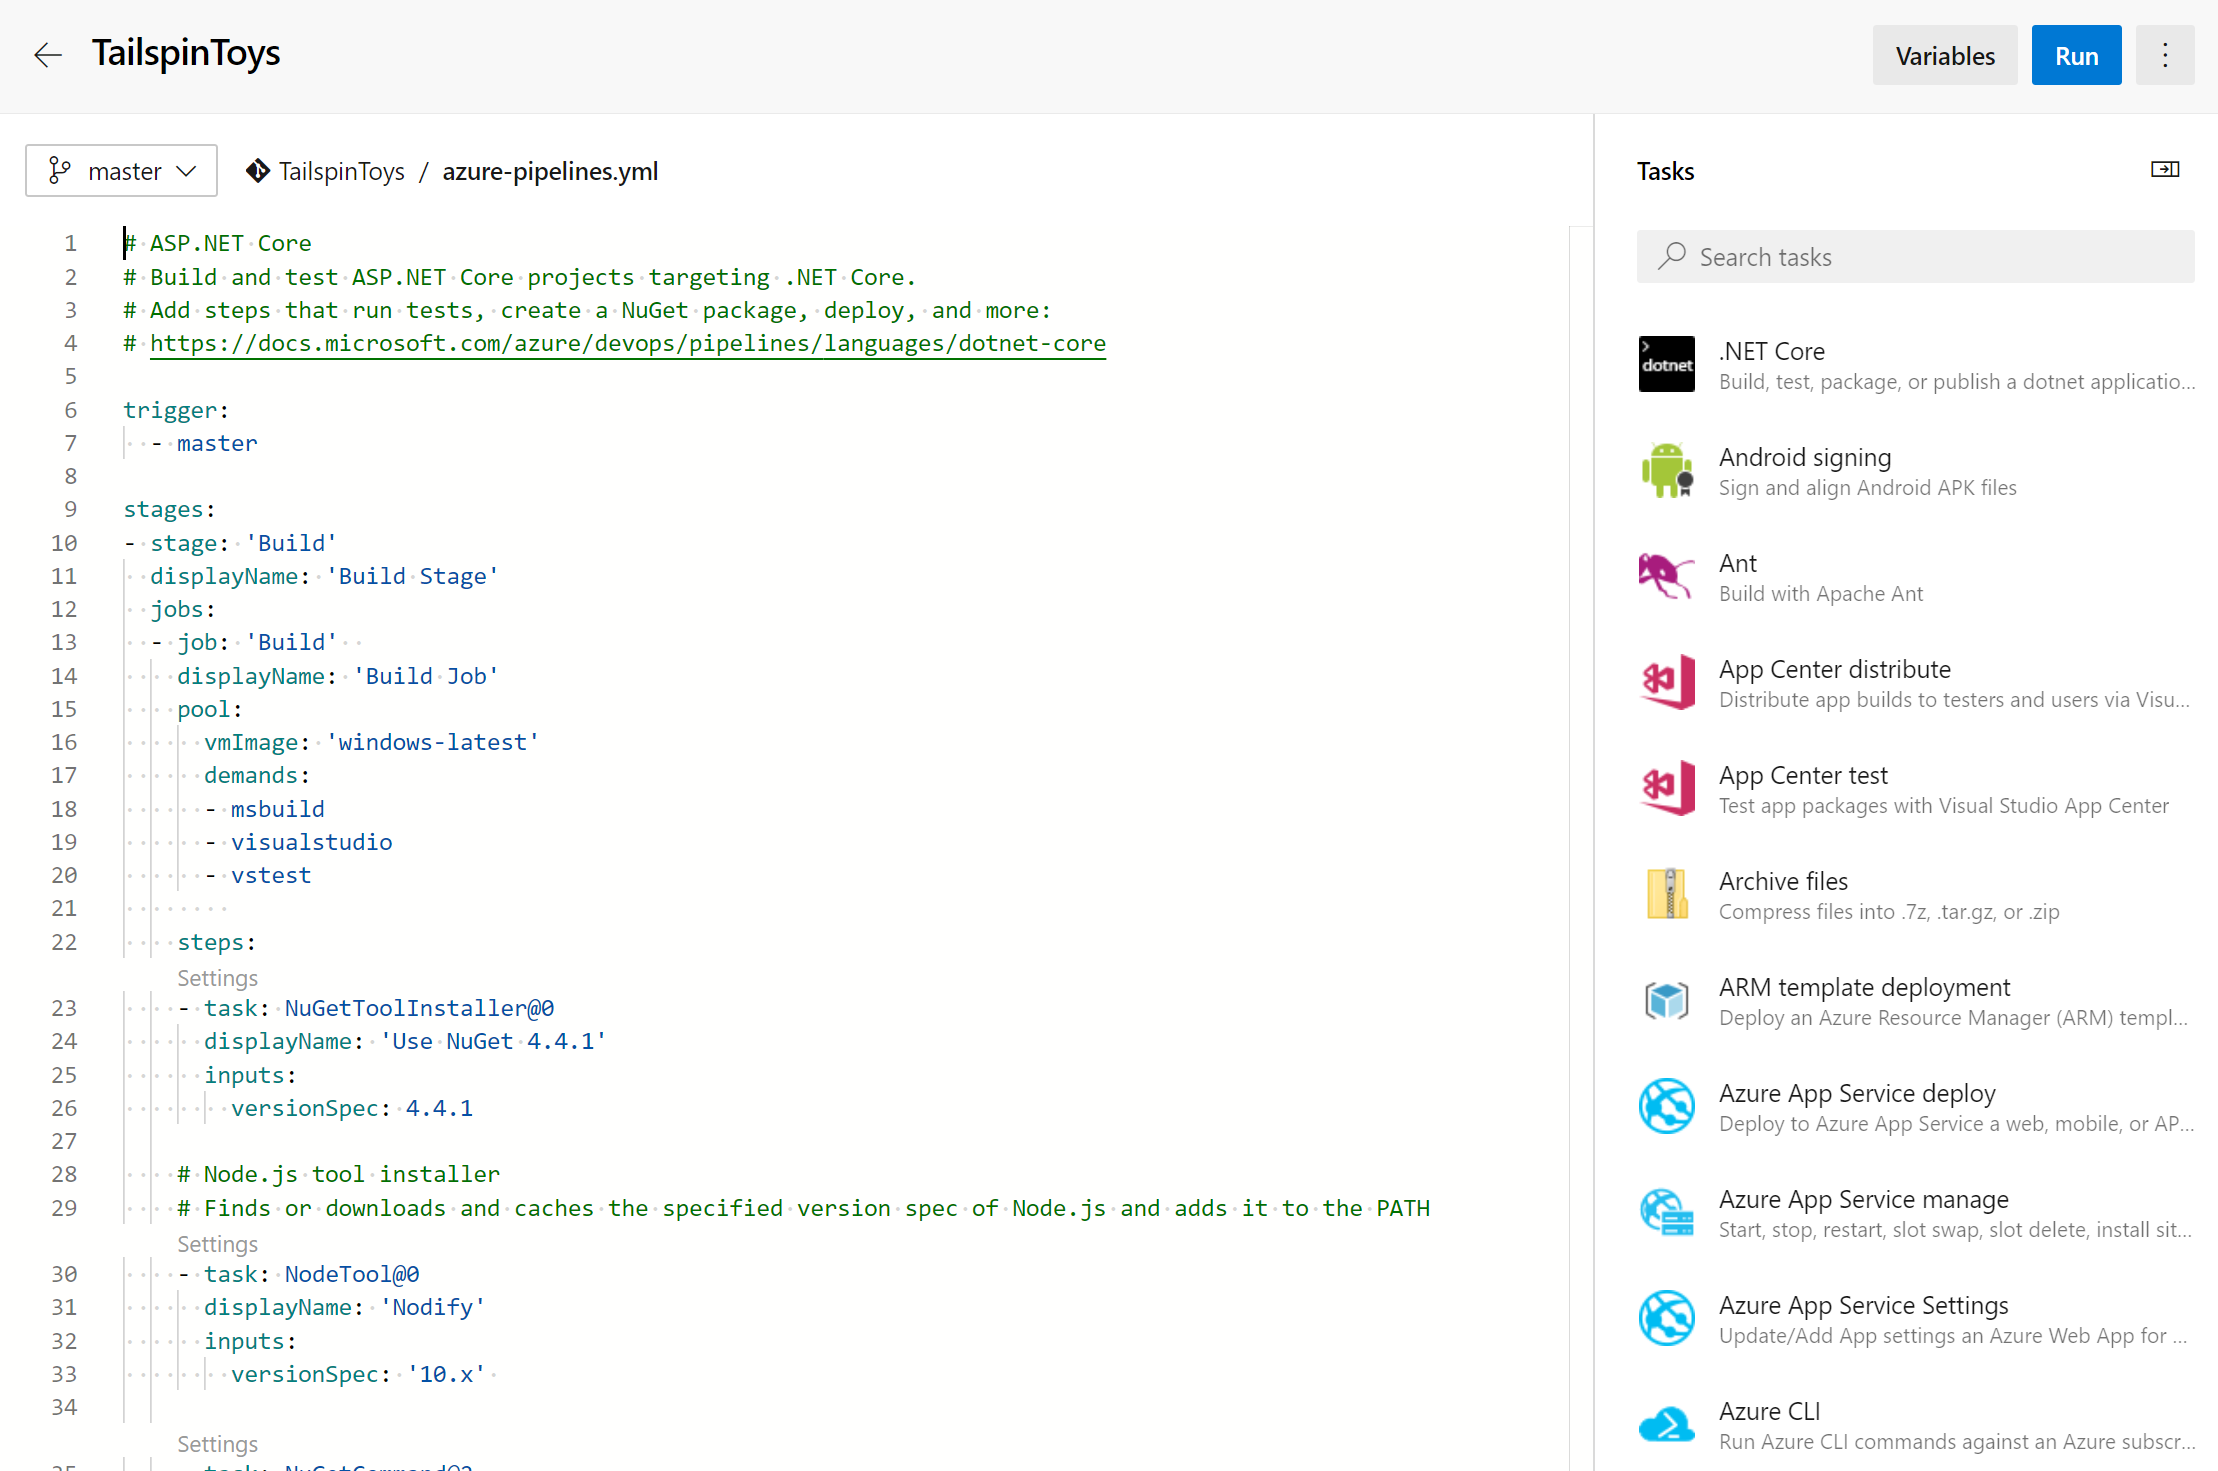 TailspinToys
Variables
Run
master
TailspinToys / azure-pipelines.yml
1 # ASP.NET Core
2 # Build and test ASP.NET Core projects targeting .NET Core.
3 # Add steps that run tests, create a NuGet package, deploy, and more:
4 # https://docs.microsoft.com/azure/devops/pipelines/languages/dotnet-core
5
6 trigger:
7 - master
8
9 stages:
10 - stage: 'Build'
11 displayName: 'Build Stage'
12 jobs:
13 - job: 'Build'
14 displayName: 'Build Job'
15 pool:
16 vmImage: 'windows-latest'
17 demands:
18 - msbuild
19 - visualstudio
20 - vstest
21
22 steps:
Settings
23 - task: NuGetToolInstaller@0
24 displayName: 'Use NuGet 4.4.1'
25 inputs:
26 versionSpec: 4.4.1
27
28 # Node.js tool installer
29 # Finds or downloads and caches the specified version spec of Node.js and adds it to the PATH
Settings
30 - task: NodeTool@0
31 displayName: 'Nodify'
32 inputs:
33 versionSpec: '10.x'
34
Settings
Tasks
Search tasks
dotnet
.NET Core
Build, test, package, or publish a dotnet applicatio...
Android signing
Sign and align Android APK files
Ant
Build with Apache Ant
App Center distribute
Distribute app builds to testers and users via Visu...
App Center test
Test app packages with Visual Studio App Center
Archive files
Compress files into .7z, .tar.gz, or .zip
ARM template deployment
Deploy an Azure Resource Manager (ARM) templ...
Azure App Service deploy
Deploy to Azure App Service a web, mobile, or AP...
Azure App Service manage
Start, stop, restart, slot swap, slot delete, install sit...
Azure App Service Settings
Update/Add App settings an Azure Web App for ...
Azure CLI
Run Azure CLI commands against an Azure subscr...